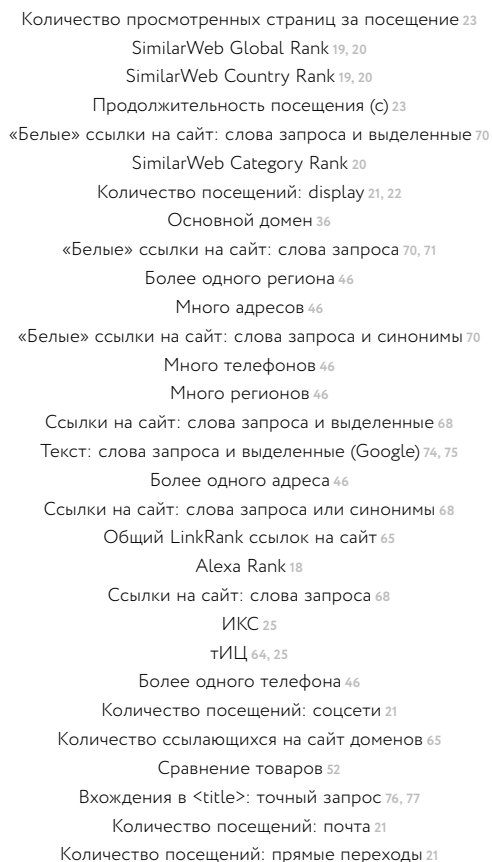 Количество просмотренных страниц за посещение 23
SimilarWeb Global Rank 19, 20
SimilarWeb Country Rank 19, 20
Продолжительность посещения (с) 23
«Белые» ссылки на сайт: слова запроса и выделенные 70
SimilarWeb Category Rank 20
Количество посещений: display 21, 22
Основной домен 36
«Белые» ссылки на сайт: слова запроса 70, 71
Более одного региона 46
Много адресов 46
«Белые» ссылки на сайт: слова запроса и синонимы 70
Много телефонов 46
Много регионов 46
Ссылки на сайт: слова запроса и выделенные 68
Текст: слова запроса и выделенные (Google) 74, 75
Более одного адреса 46
Ссылки на сайт: слова запроса или синонимы 68
Общий LinkRank ссылок на сайт 65
Alexa Rank 18
Ссылки на сайт: слова запроса 68
ИКС 25
тИЦ 64, 25
Более одного телефона 46
Количество посещений: соцсети 21
Количество ссылающихся на сайт доменов 65
Сравнение товаров 52
Вхождения в <title>: точный запрос 76, 77
Количество посещений: почта 21
Количество посещений: прямые переходы 21